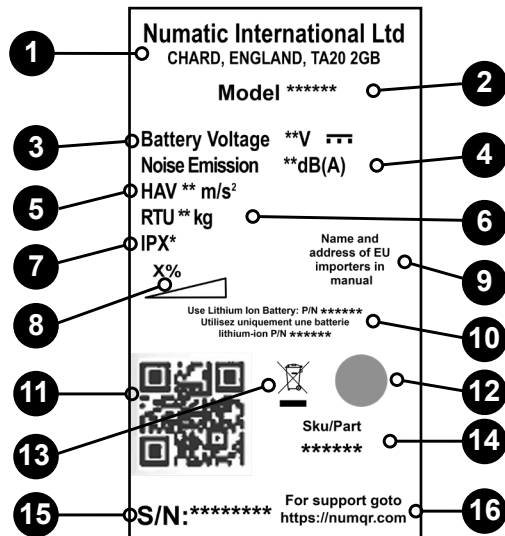 Numatic International Ltd
CHARD, ENGLAND, TA20 2GB
1
Model ******
2
3
Battery Voltage **V
Noise Emission **dB(A)
4
5
HAV ** m/s²
RTU ** kg
6
7
IPX*
Name and
address of EU
importers in
manual
9
X%
8
Use Lithium Ion Battery: P/N ******
Utilisez uniquement une batterie
lithium-ion P/N ******
10
11
12
13
Sku/Part
******
14
15
S/N:********
For support goto
https://numqr.com
16